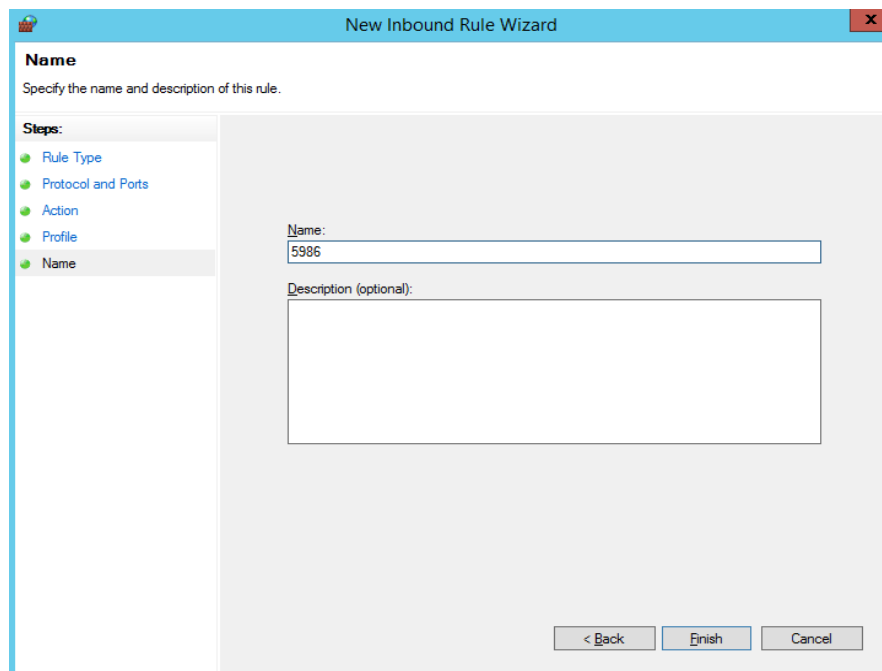 New Inbound Rule Wizard
x
Name
Specify the name and description of this rule.
Steps:
Rule Type
Protocol and Ports
Action
Profile
Name
Name:
5986
Description (optional):
< Back
Finish
Cancel